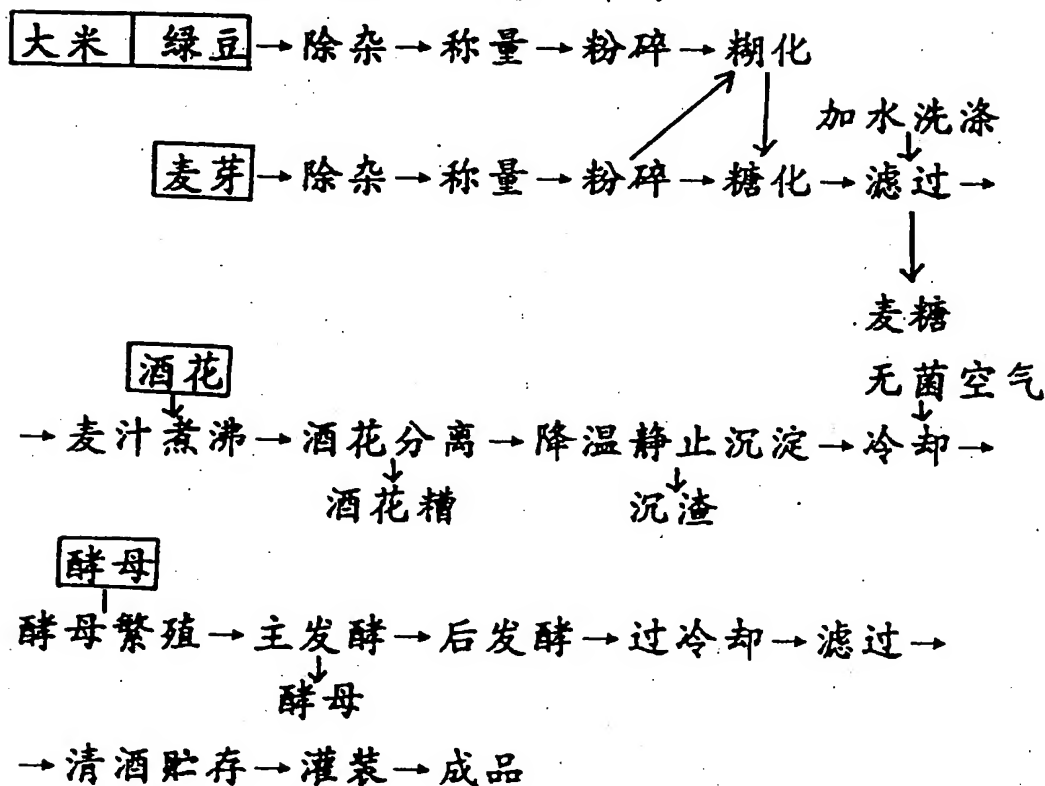 大米 绿豆→除杂→称量→粉碎→糊化
加水洗涤
麦芽→除杂→称量→粉碎→糖化→滤过→
麦糖
酒花
无菌空气
→麦汁煮沸→酒花分离→降温静止沉淀→冷却→
酒花糟 沉渣
酵母
酵母繁殖→主发酵→后发酵→过冷却→滤过→
酵母
→清酒贮存→灌装→成品